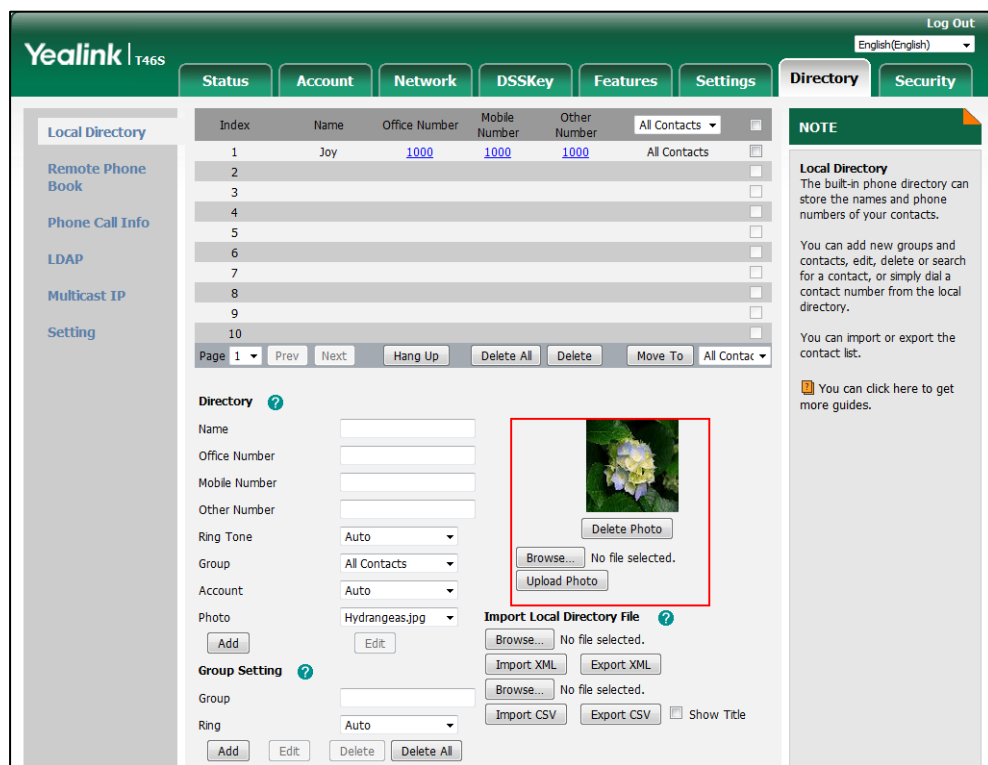 Log Out
Yealink T46S
English(English)
Status Account Network DSSKey Features Settings Directory Security
Local Directory
Remote Phone
Book
Phone Call Info
LDAP
Multicast IP
Setting
Index Name Office Number Mobile Number Other Number All Contacts
1 Joy 1000 1000 1000 All Contacts
2
3
4
5
6
7
8
9
10
Page 1 Prev Next Hang Up Delete All Delete Move To All Contac
Directory ?
Name
Office Number
Mobile Number
Other Number
Ring Tone Auto
Group All Contacts
Account Auto
Photo Hydrangeas.jpg
Add Edit
Group Setting ?
Group
Ring Auto
Add Edit Delete Delete All
Delete Photo
Browse... No file selected.
Upload Photo
Import Local Directory File ?
Browse... No file selected.
Import XML Export XML
Browse... No file selected.
Import CSV Export CSV Show Title
NOTE
Local Directory
The built-in phone directory can
store the names and phone
numbers of your contacts.
You can add new groups and
contacts, edit, delete or search
for a contact, or simply dial a
contact number from the local
directory.
You can import or export the
contact list.
? You can click here to get
more guides.